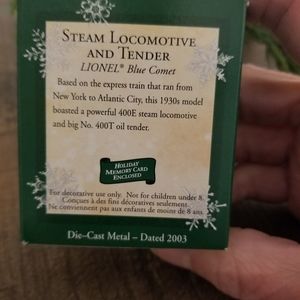 STEAM LOCOMOTIVE
AND TENDER
LIONEL® Blue Comet
Based on the express train that ran from
New York to Atlantic City, this 1930s model
boasted a powerful 400E steam locomotive
and big No. 400T oil tender.
HOLIDAY
MEMORY CARD
ENCLOSED
For decorative use only. Not for children under 8.
Conçus à des fins décoratives seulement.
Ne conviennent pas aux enfants de moins de 8 ans.
Die-Cast Metal – Dated 2003